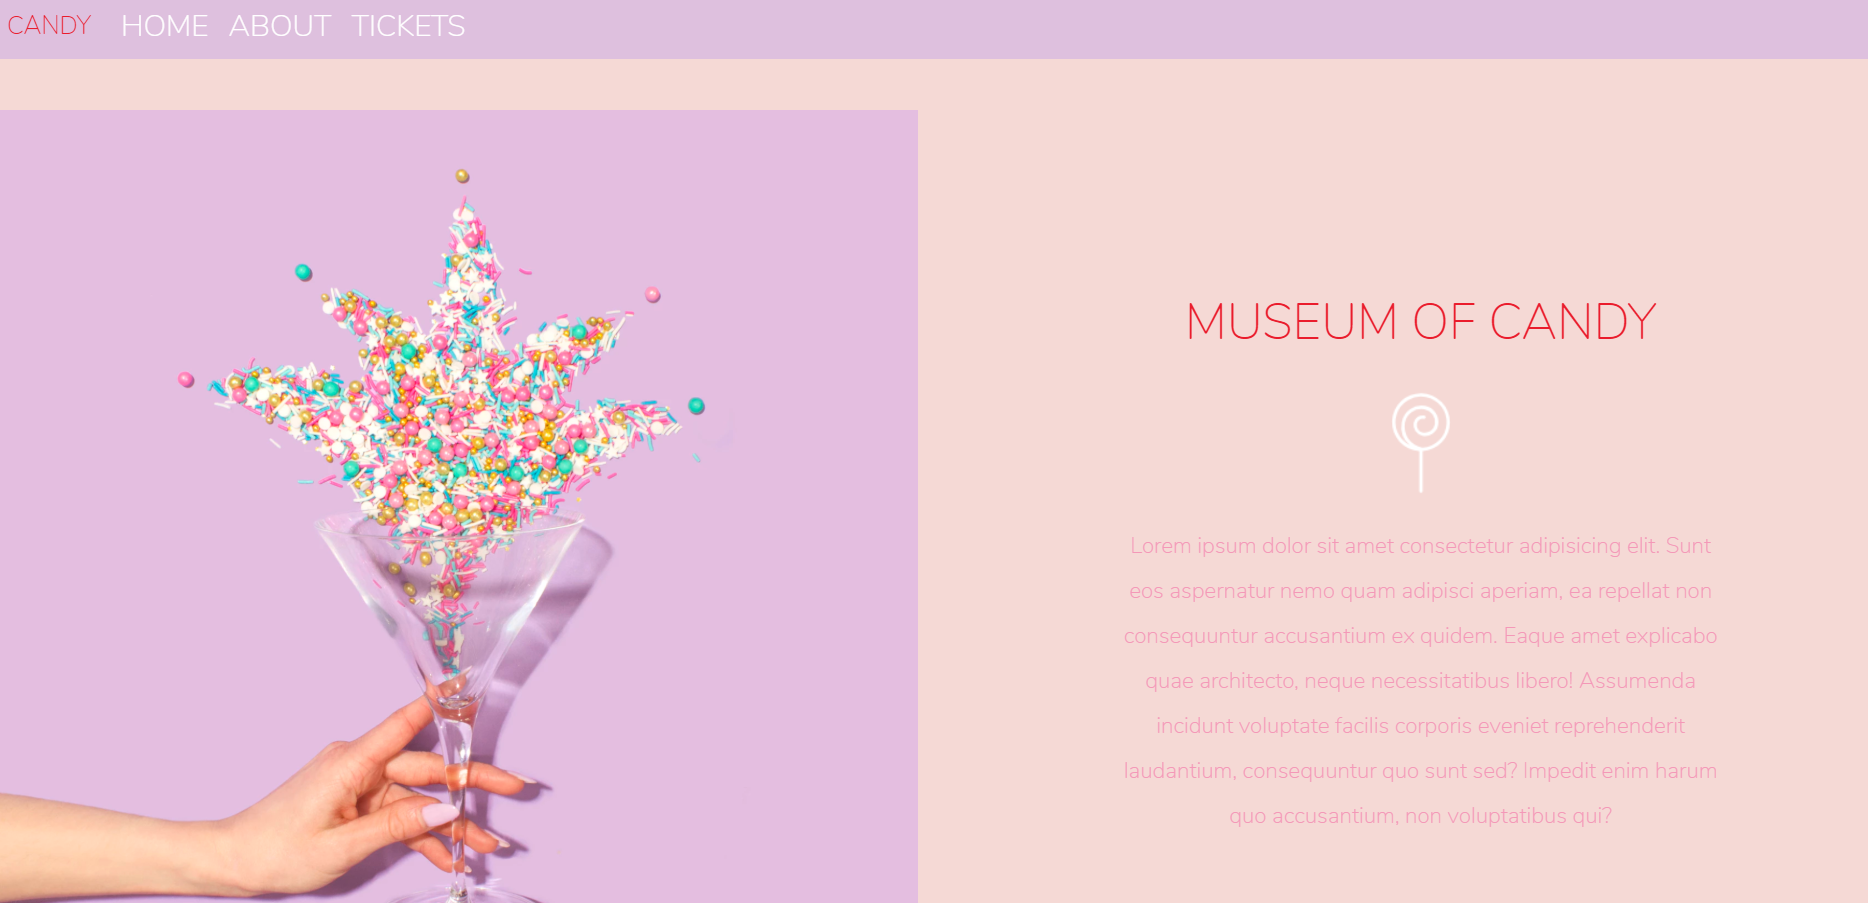 CANDY HOME ABOUT TICKETS
MUSEUM OF CANDY
Lorem ipsum dolor sit amet consectetur adipisicing elit. Sunt
eos aspernatur nemo quam adipisci aperiam, ea repellat non
consequuntur accusantium ex quidem. Eaque amet explicabo
quae architecto, neque necessitatibus libero! Assumenda
incidunt voluptate facilis corporis eveniet reprehenderit
laudantium, consequuntur quo sunt sed? Impedit enim harum
quo accusantium, non voluptatibus qui?